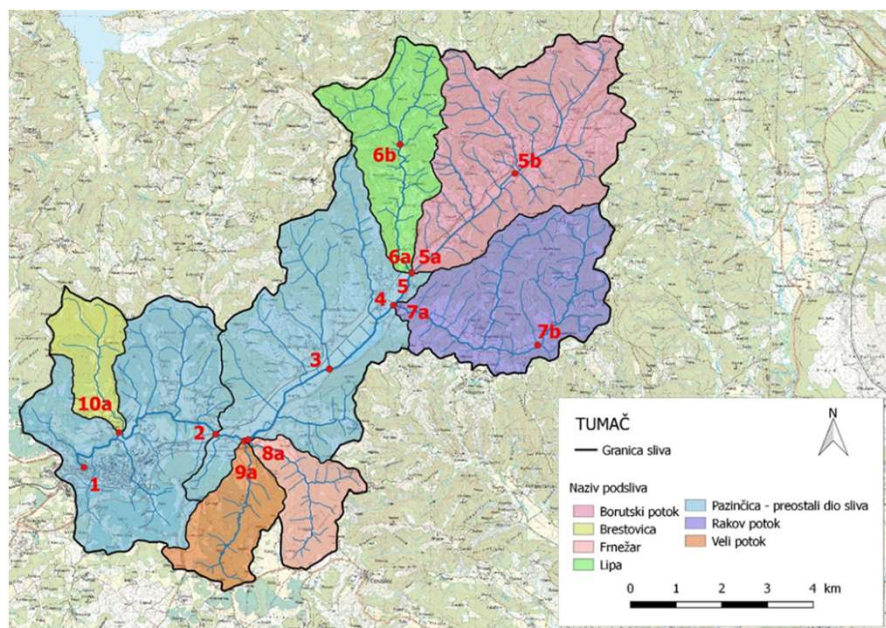 6b
5b
6a 5a
5
4
7a
7b
3
10a
2
8a
9a
1
TUMAČ
N
Granica sliva
Naziv podsliva
Borutski potok
Brestovica
Frnežar
Lipa
Pazinčica - preostali dio sliva
Rakov potok
Veli potok
0 1 2 3 4 km